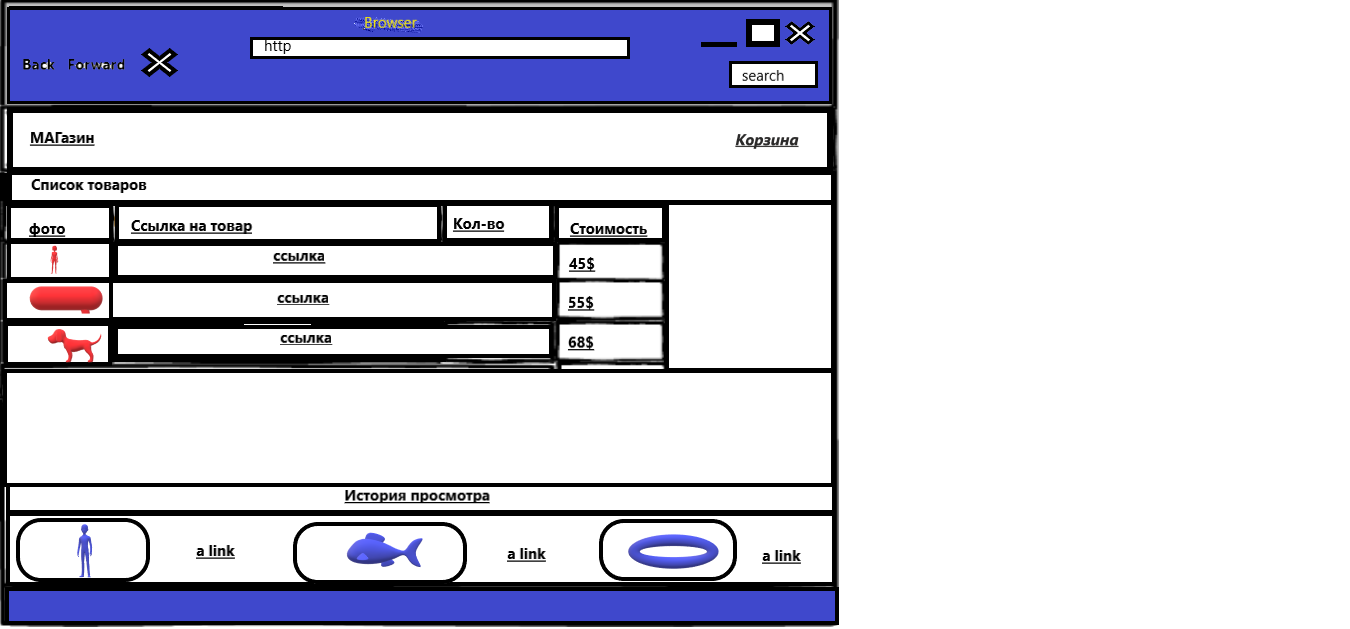 Browser
http
Back Forward
search
МАГазин
Корзина
Список товаров
фото Ссылка на товар Кол-во Стоимость
ссылка 45$
ссылка 55$
ссылка 68$
История просмотра
a link a link a link